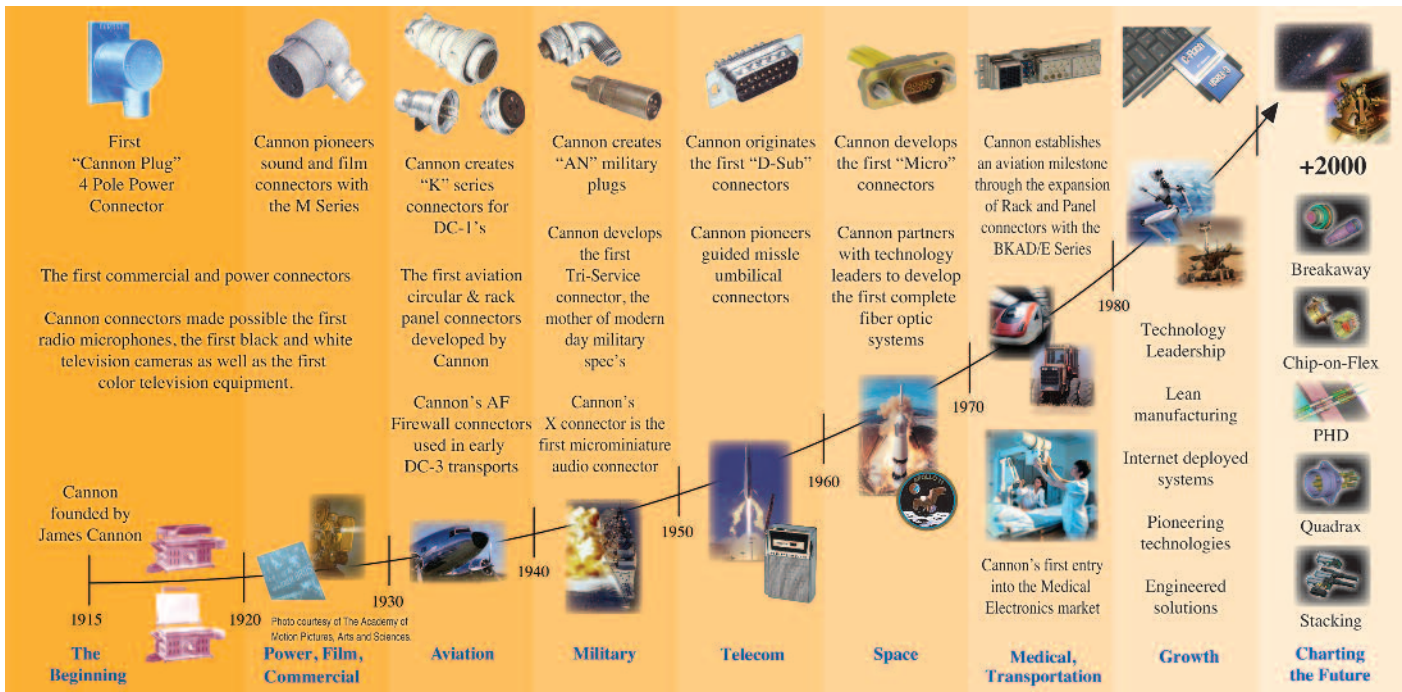 First
“Cannon Plug”
4 Pole Power
Connector
Cannon pioneers
sound and film
connectors with
the M Series
The first commercial and power connectors
Cannon connectors made possible the first
radio microphones, the first black and white
television cameras as well as the first
color television equipment.
Cannon
founded by
James Cannon
1915
The
Beginning
1920
Photo courtesy of The Academy of
Motion Pictures, Arts and Sciences.
Power, Film,
Commercial
Cannon creates
“K” series
connectors for
DC-1's
The first aviation
circular & rack
panel connectors
developed by
Cannon
Cannon's AF
Firewall connectors
used in early
DC-3 transports
1930
Aviation
Cannon creates
“AN” military
plugs
Cannon develops
the first
Tri-Service
connector, the
mother of modern
day military
spec's
Cannon's
X connector is the
first microminiature
audio connector
1940
Military
Cannon originates
the first “D-Sub”
connectors
Cannon pioneers
guided missle
umbilical
connectors
1950
Telecom
Cannon develops
the first “Micro”
connectors
Cannon partners
with technology
leaders to develop
the first complete
fiber optic
systems
1960
APOLLO 11
Space
Cannon establishes
an aviation milestone
through the expansion
of Rack and Panel
connectors with the
BKAD/E Series
1970
Cannon's first entry
into the Medical
Electronics market
Medical,
Transportation
1980
Technology
Leadership
Lean
manufacturing
Internet deployed
systems
Pioneering
technologies
Engineered
solutions
Growth
+2000
Breakaway
Chip-on-Flex
PHD
Quadrax
Stacking
Charting
the Future